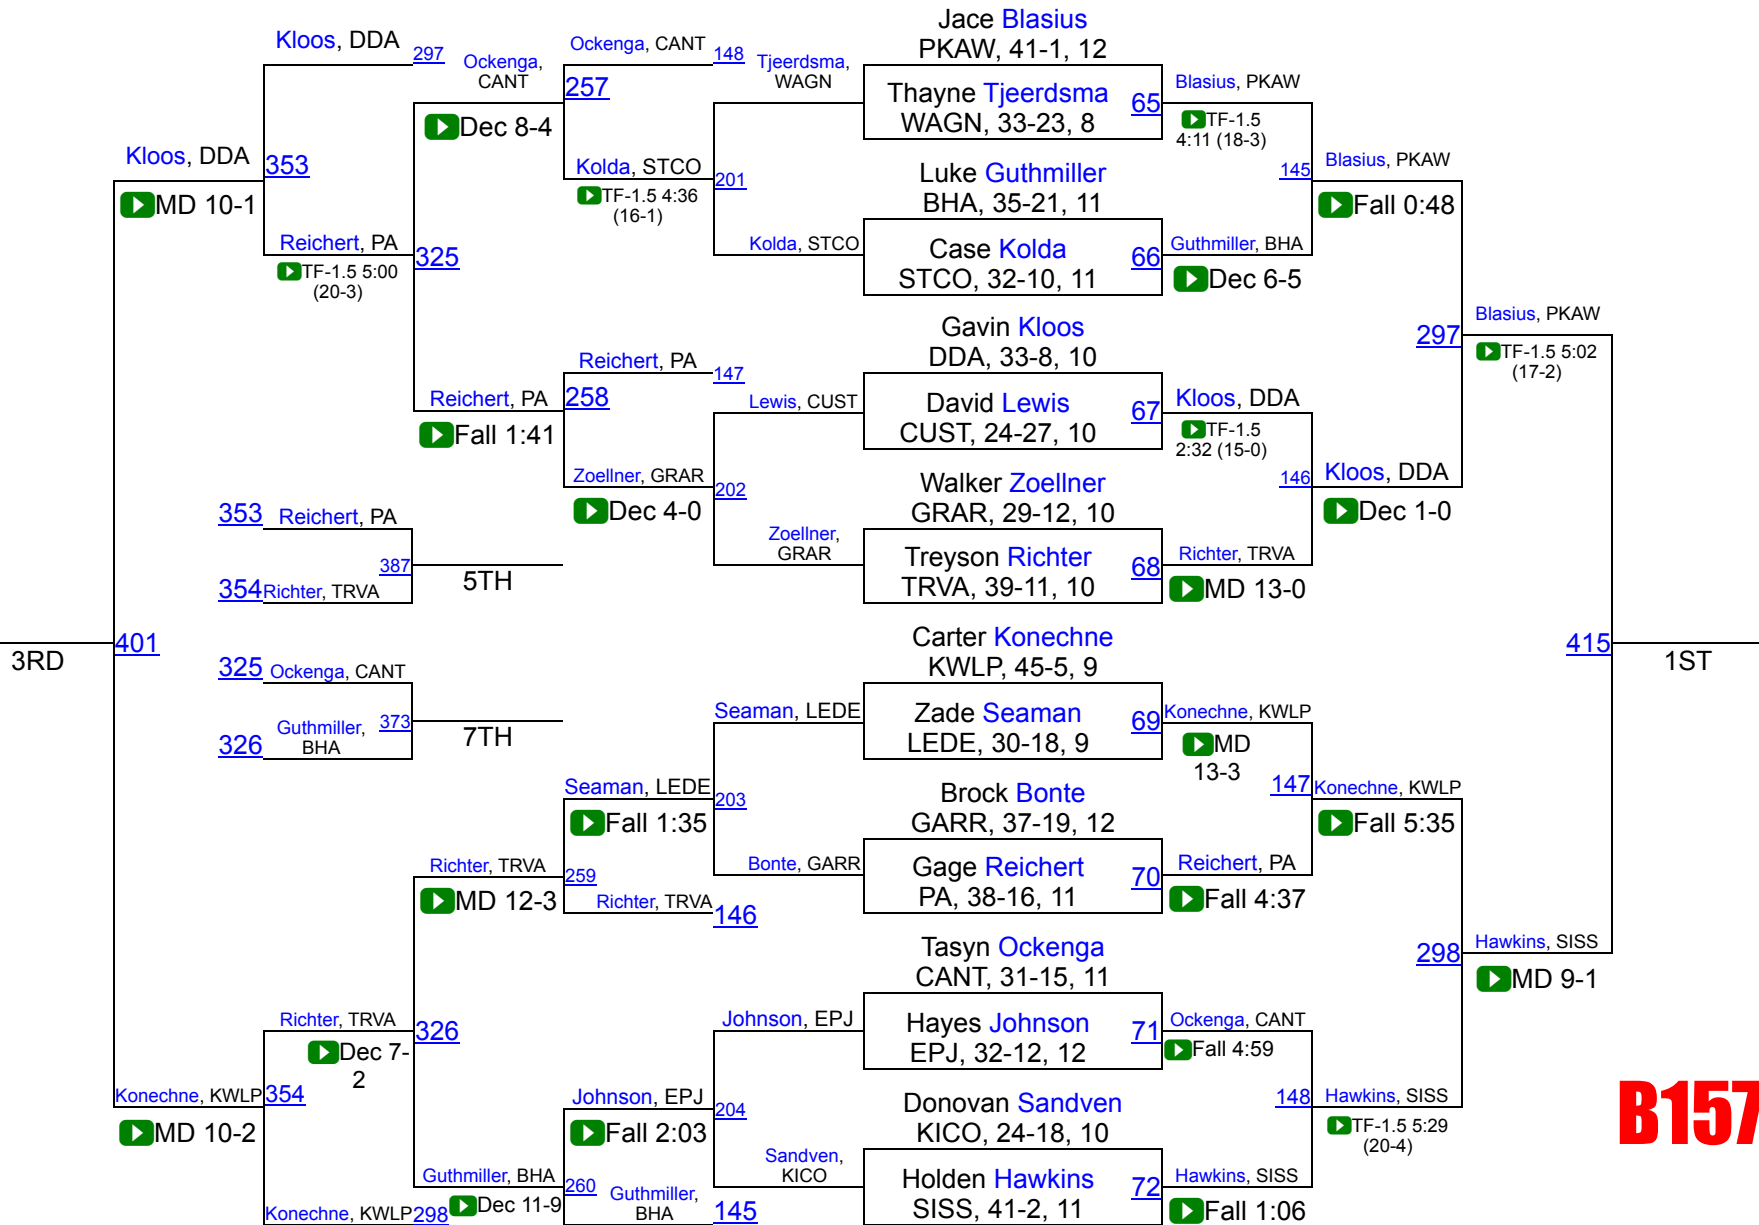 Jace Blasius
PKAW, 41-1, 12
Thayne Tjeerdsma
WAGN, 33-23, 8
65
Luke Guthmiller
BHA, 35-21, 11
Case Kolda
STCO, 32-10, 11
66
Gavin Kloos
DDA, 33-8, 10
David Lewis
CUST, 24-27, 10
67
Walker Zoellner
GRAR, 29-12, 10
Treyson Richter
TRVA, 39-11, 10
68
Carter Konechne
KWLP, 45-5, 9
Zade Seaman
LEDE, 30-18, 9
69
Brock Bonte
GARR, 37-19, 12
Gage Reichert
PA, 38-16, 11
70
Tasyn Ockenga
CANT, 31-15, 11
Hayes Johnson
EPJ, 32-12, 12
71
Donovan Sandven
KICO, 24-18, 10
Holden Hawkins
SISS, 41-2, 11
72
Blasius, PKAW
TF-1.5
4:11 (18-3)
145
Guthmiller, BHA
Dec 6-5
Kloos, DDA
TF-1.5
2:32 (15-0)
146
Richter, TRVA
MD 13-0
Konechne, KWLP
MD
13-3
147
Reichert, PA
Fall 4:37
Ockenga, CANT
Fall 4:59
148
Hawkins, SISS
Fall 1:06
Blasius, PKAW
Fall 0:48
297
Kloos, DDA
Dec 1-0
Konechne, KWLP
Fall 5:35
298
Hawkins, SISS
TF-1.5 5:29
(20-4)
Blasius, PKAW
TF-1.5 5:02
(17-2)
415
1ST
Hawkins, SISS
MD 9-1
B157
Tjeerdsma,
WAGN
201
Kolda, STCO
Lewis, CUST
202
Zoellner,
GRAR
Seaman, LEDE
203
Bonte, GARR
Johnson, EPJ
204
Sandven,
KICO
Ockenga, CANT
148
257
Kolda, STCO
TF-1.5 4:36
(16-1)
Reichert, PA
147
258
Zoellner, GRAR
Dec 4-0
Seaman, LEDE
Fall 1:35
259
Richter, TRVA
146
Johnson, EPJ
Fall 2:03
260
Guthmiller,
BHA
145
Ockenga,
CANT
Dec 8-4
325
Reichert, PA
Fall 1:41
Richter, TRVA
MD 12-3
326
Guthmiller, BHA
Dec 11-9
Kloos, DDA
297
353
Reichert, PA
TF-1.5 5:00
(20-3)
Richter, TRVA
Dec 7-
2
354
Konechne, KWLP
298
Kloos, DDA
MD 10-1
401
3RD
Konechne, KWLP
MD 10-2
353
Reichert, PA
387
5TH
354
Richter, TRVA
325
Ockenga, CANT
373
7TH
326
Guthmiller,
BHA